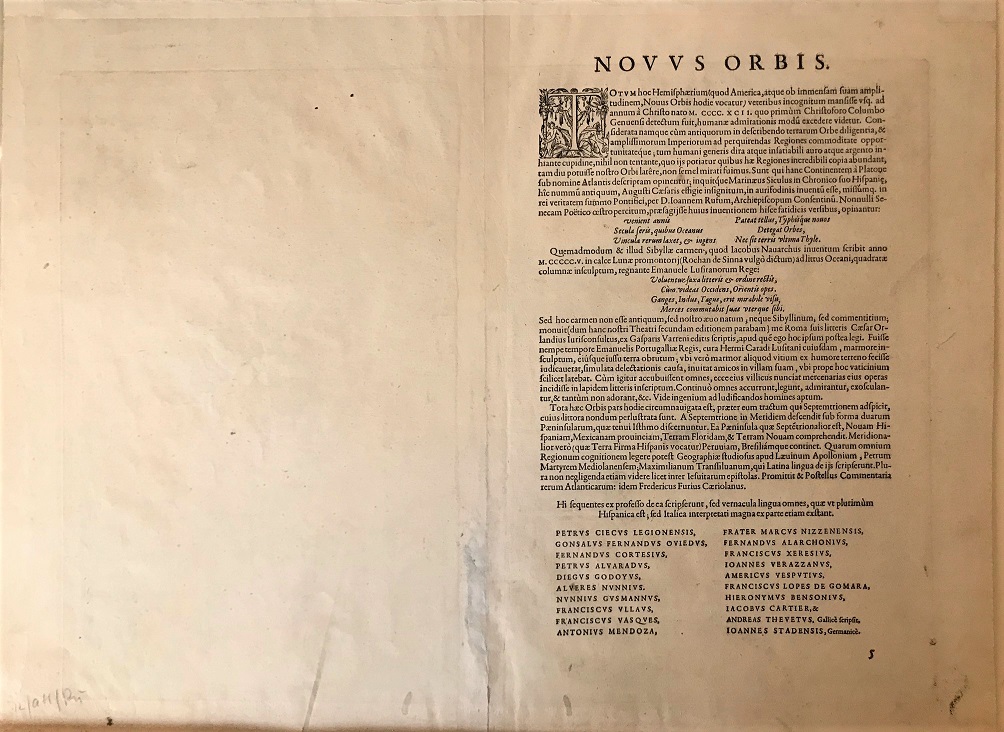 NOVVS ORBIS.
TOTVM hoc Hemisphærium (quod America, atque ob immensam suam ampli-
tudinem, Nouus Orbis hodie vocatur) veteribus incognitum mansisse vsq. ad
annum à Christo nato M. CCCC. XCII. quo primùm Christoforo Columbo
Genuensi detectum fuit, humanæ admirationis modū excedere videtur. Con-
siderata namque cùm antiquorum in describendo terrarum Orbe diligentia, &
amplissimorum Imperiorum ad perquirendas Regiones commoditate oppor-
tunitateque; tum humani generis dira atque insatiabili auro atque argento in-
hiante cupidine, nihil non tentante, quo ijs potiatur quibus hæ Regiones incredibili copia abundant,
tam diu potuisse nostro Orbi latêre, non semel mirati fuimus. Sunt qui hanc Continentem à Platone
sub nomine Atlantis descriptam opinentur; inquitque Marinæus Siculus in Chronico suo Hispanię,
hîc nummū antiquum, Augusti Cæsaris effigie insignitum, in aurifodinis inuentū esse, missumq. in
rei veritatem summo Pontifici, per D. Ioannem Rufum, Archiepiscopum Consentinū. Nonnulli Se-
necam Poëtico œstro percitum, præsagijsse huius inuentionem hisce fatidicis versibus, opinantur:
venient annis Pateat tellus, Typhisque nouos
Secula seris, quibus Oceanus Detegat Orbes,
Vincula rerum laxet, & ingens Nec sit terris vltima Thyle.
Quemadmodum & illud Sibyllæ carmen, quod Iacobus Nauarchus inuentum scribit anno
M. CCCCC.V. in calce Lunæ promontorij (Rochan de Sinna vulgò dictum) ad littus Oceani, quadratæ
columnæ insculptum, regnante Emanuele Lusitanorum Rege:
Voluentur saxa litteris & ordine rectis,
Cùm videas Occidens, Orientis opes.
Ganges, Indus, Tagus, erit mirabile visu,
Merces commutabit suas vterque sibi.
Sed hoc carmen non esse antiquum, sed nostro æuo natum, neque Sibyllinum, sed commentitium,
monuit (dum hanc nostri Theatri secundam editionem parabam) me Roma suis litteris Cæsar Or-
landius Iurisconsultus, ex Gasparis Varreni editus scriptis, apud quē ego hoc ipsum postea legi. Fuisse
nempe tempore Emanuelis Portugalliæ Regis, cura Hermi Caradi Lusitani cuiusdam, marmore in-
sculptum, eiusque iussu terra obrutum, vbi verò marmor aliquod vitium ex humore terreno fecisse
iudicauerat, simulata delectationis causa, inuitat amicos in villam suam, vbi prope hoc vaticinium
scilicet latebat. Cùm igitur accubuissent omnes, ecce eius villicus nunciat mercenarias eius operas
incidisse in lapidem litteris inscriptum. Continuò omnes accurrunt, legunt, admirantur, exosculan-
tur, & tantùm non adorant, &c. Vide ingenium ad ludificandos homines aptum.
Tota hæc Orbis pars hodie circumnauigata est, præter eum tractum qui Septemtrionem adspicit,
cuius littora nondum perlustrata sunt. A Septemtrione in Meridiem descendit sub forma duarum
Pæninsularum, quæ tenui Isthmo discernuntur. Ea Pæninsula quæ Septētrionalior est, Nouam Hi-
spaniam, Mexicanam prouinciam, Terram Floridam, & Terram Nouam comprehendit. Meridiona-
lior verò (quæ Terra Firma Hispanis vocatur) Peruuiam, Bresiliámque continet. Quarum omnium
Regionum cognitionem legere potest Geographiæ studiosus apud Læuinum Apollonium, Petrum
Martyrem Mediolanensem, Maximilianum Transsiluanum, qui Latina lingua de ijs scripserunt. Plu-
ra non negligenda etiam videre licet inter Iesuitarum epistolas. Promittit & Postellus Commentaria
rerum Atlanticarum: idem Fredericus Furius Cæriolanus.
Hi sequentes ex professo de ea scripserunt, sed vernacula lingua omnes, quæ vt plurimùm
Hispanica est; sed Italica interpretati magna ex parte etiam exstant.
PETRVS CIECVS LEGIONENSIS,
GONSALVS FERNANDVS OVIEDVS,
FERNANDVS CORTESIVS,
PETRVS ALVARADVS,
DIEGVS GODOYVS,
ALVERES NVNNIVS.
NVNNIVS GVSMANNVS,
FRANCISCVS VLLAVS,
FRANCISCVS VASQVES,
ANTONIVS MENDOZA,
FRATER MARCVS NIZZENENSIS,
FERNANDVS ALARCHONIVS,
FRANCISCVS XERESIVS,
IOANNES VERAZZANVS,
AMERICVS VESPVTIVS,
FRANCISCVS LOPES DE GOMARA,
HIERONYMVS BENSONIVS,
IACOBVS CARTIER, &
ANDREAS THEVETVS, Gallicè scripsit,
IOANNES STADENSIS, Germanicè.
5